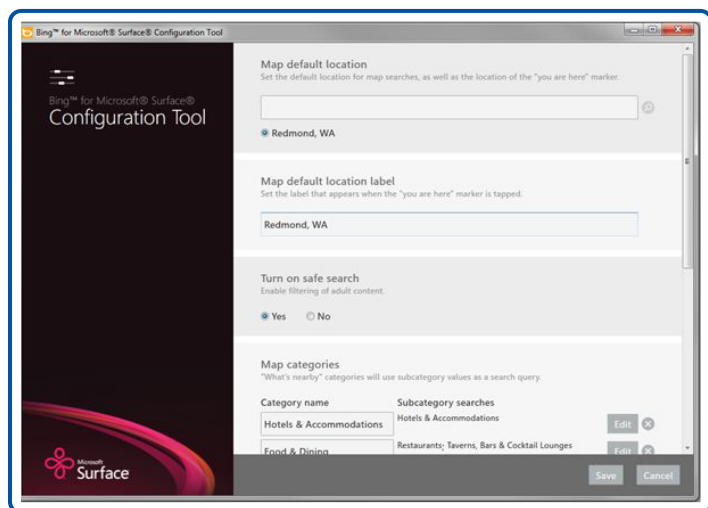 Bing™ for Microsoft® Surface® Configuration Tool
Bing™ for Microsoft® Surface®
Configuration Tool
Map default location
Set the default location for map searches, as well as the location of the "you are here" marker.
Redmond, WA
Map default location label
Set the label that appears when the "you are here" marker is tapped.
Redmond, WA
Turn on safe search
Enable filtering of adult content.
Yes No
Map categories
"What's nearby" categories will use subcategory values as a search query.
Category name Subcategory searches
Hotels & Accommodations Hotels & Accommodations Edit
Food & Dining Restaurants; Taverns, Bars & Cocktail Lounges Edit
Microsoft
Surface
Save Cancel